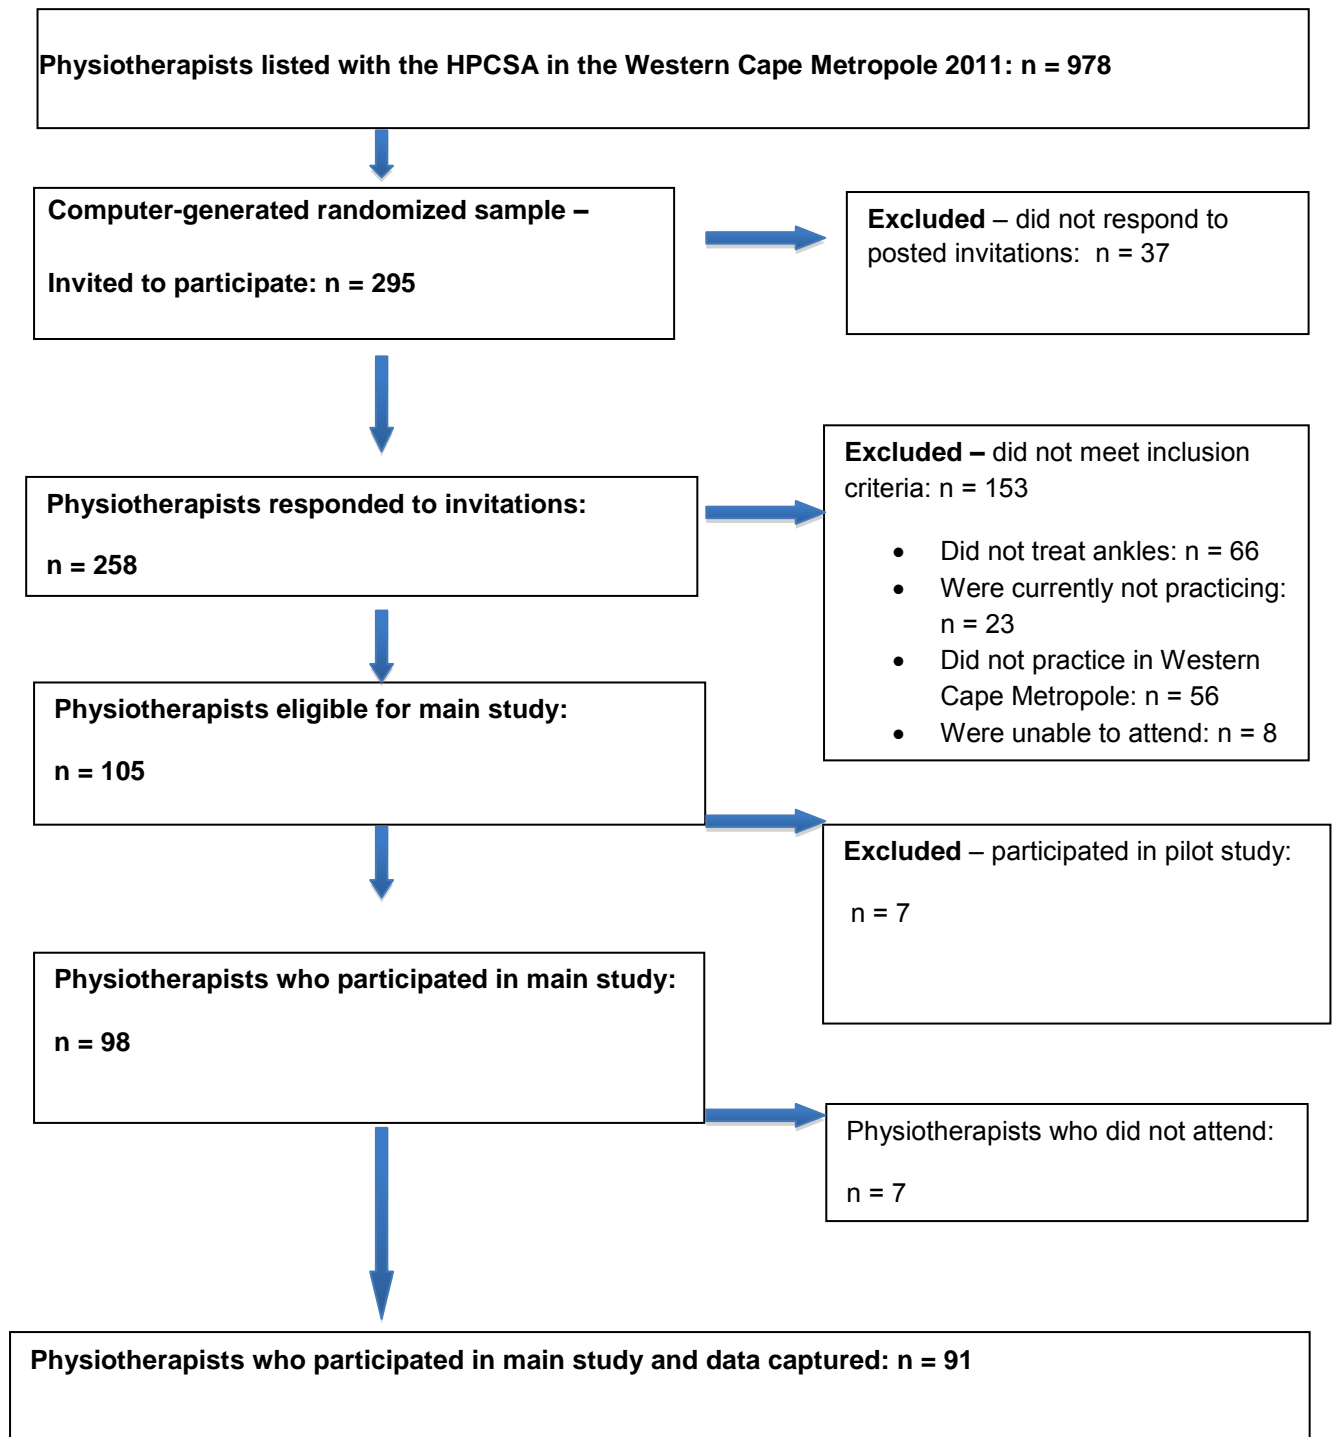 Physiotherapists listed with the HPCSA in the Western Cape Metropole 2011: n = 978
Computer-generated randomized sample –
Invited to participate: n = 295
Excluded – did not respond to
posted invitations:  n = 37
Physiotherapists responded to invitations:
n = 258
Excluded – did not meet inclusion
criteria: n = 153
• Did not treat ankles: n = 66
• Were currently not practicing:
n = 23
• Did not practice in Western
Cape Metropole: n = 56
• Were unable to attend: n = 8
Physiotherapists eligible for main study:
n = 105
Excluded – participated in pilot study:
n = 7
Physiotherapists who participated in main study:
n = 98
Physiotherapists who did not attend:
n = 7
Physiotherapists who participated in main study and data captured: n = 91